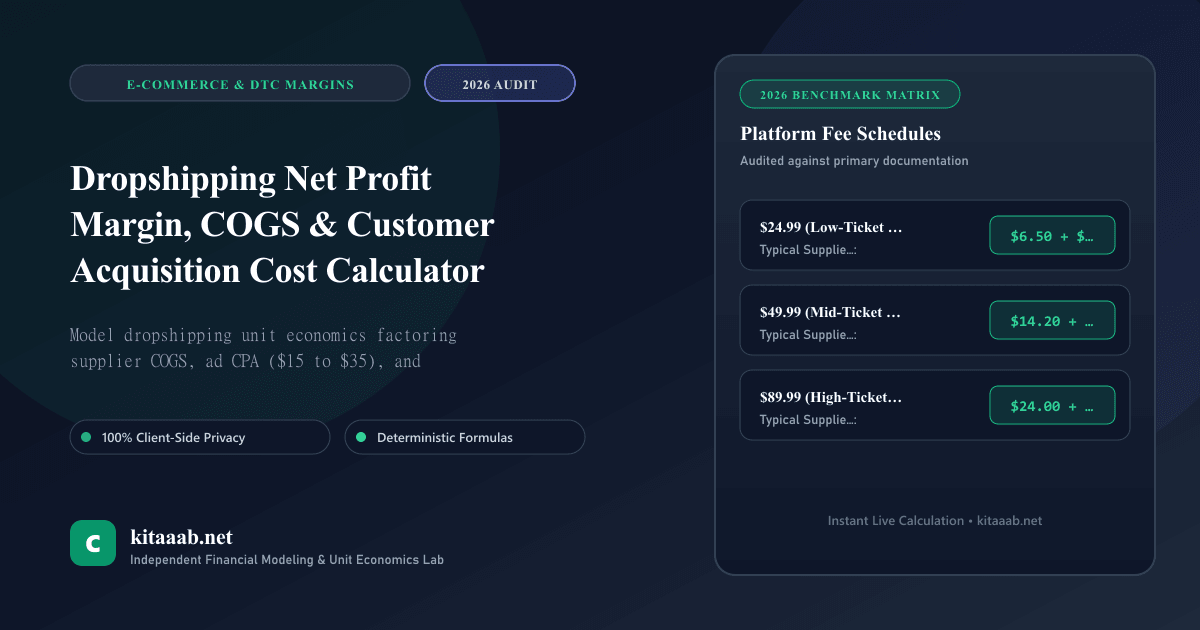 E-COMMERCE & DTC MARGINS
2026 AUDIT
Dropshipping Net Profit
Margin, COGS & Customer
Acquisition Cost Calculator
Model dropshipping unit economics factoring
supplier COGS, ad CPA ($15 to $35), and
100% Client-Side Privacy
Deterministic Formulas
C
kitaaab.net
Independent Financial Modeling & Unit Economics Lab
2026 BENCHMARK MATRIX
Platform Fee Schedules
Audited against primary documentation
$24.99 (Low-Ticket …
Typical Supplie…:
$6.50 + $…
$49.99 (Mid-Ticket …
Typical Supplie…:
$14.20 + …
$89.99 (High-Ticket…
Typical Supplie…:
$24.00 + …
Instant Live Calculation • kitaaab.net